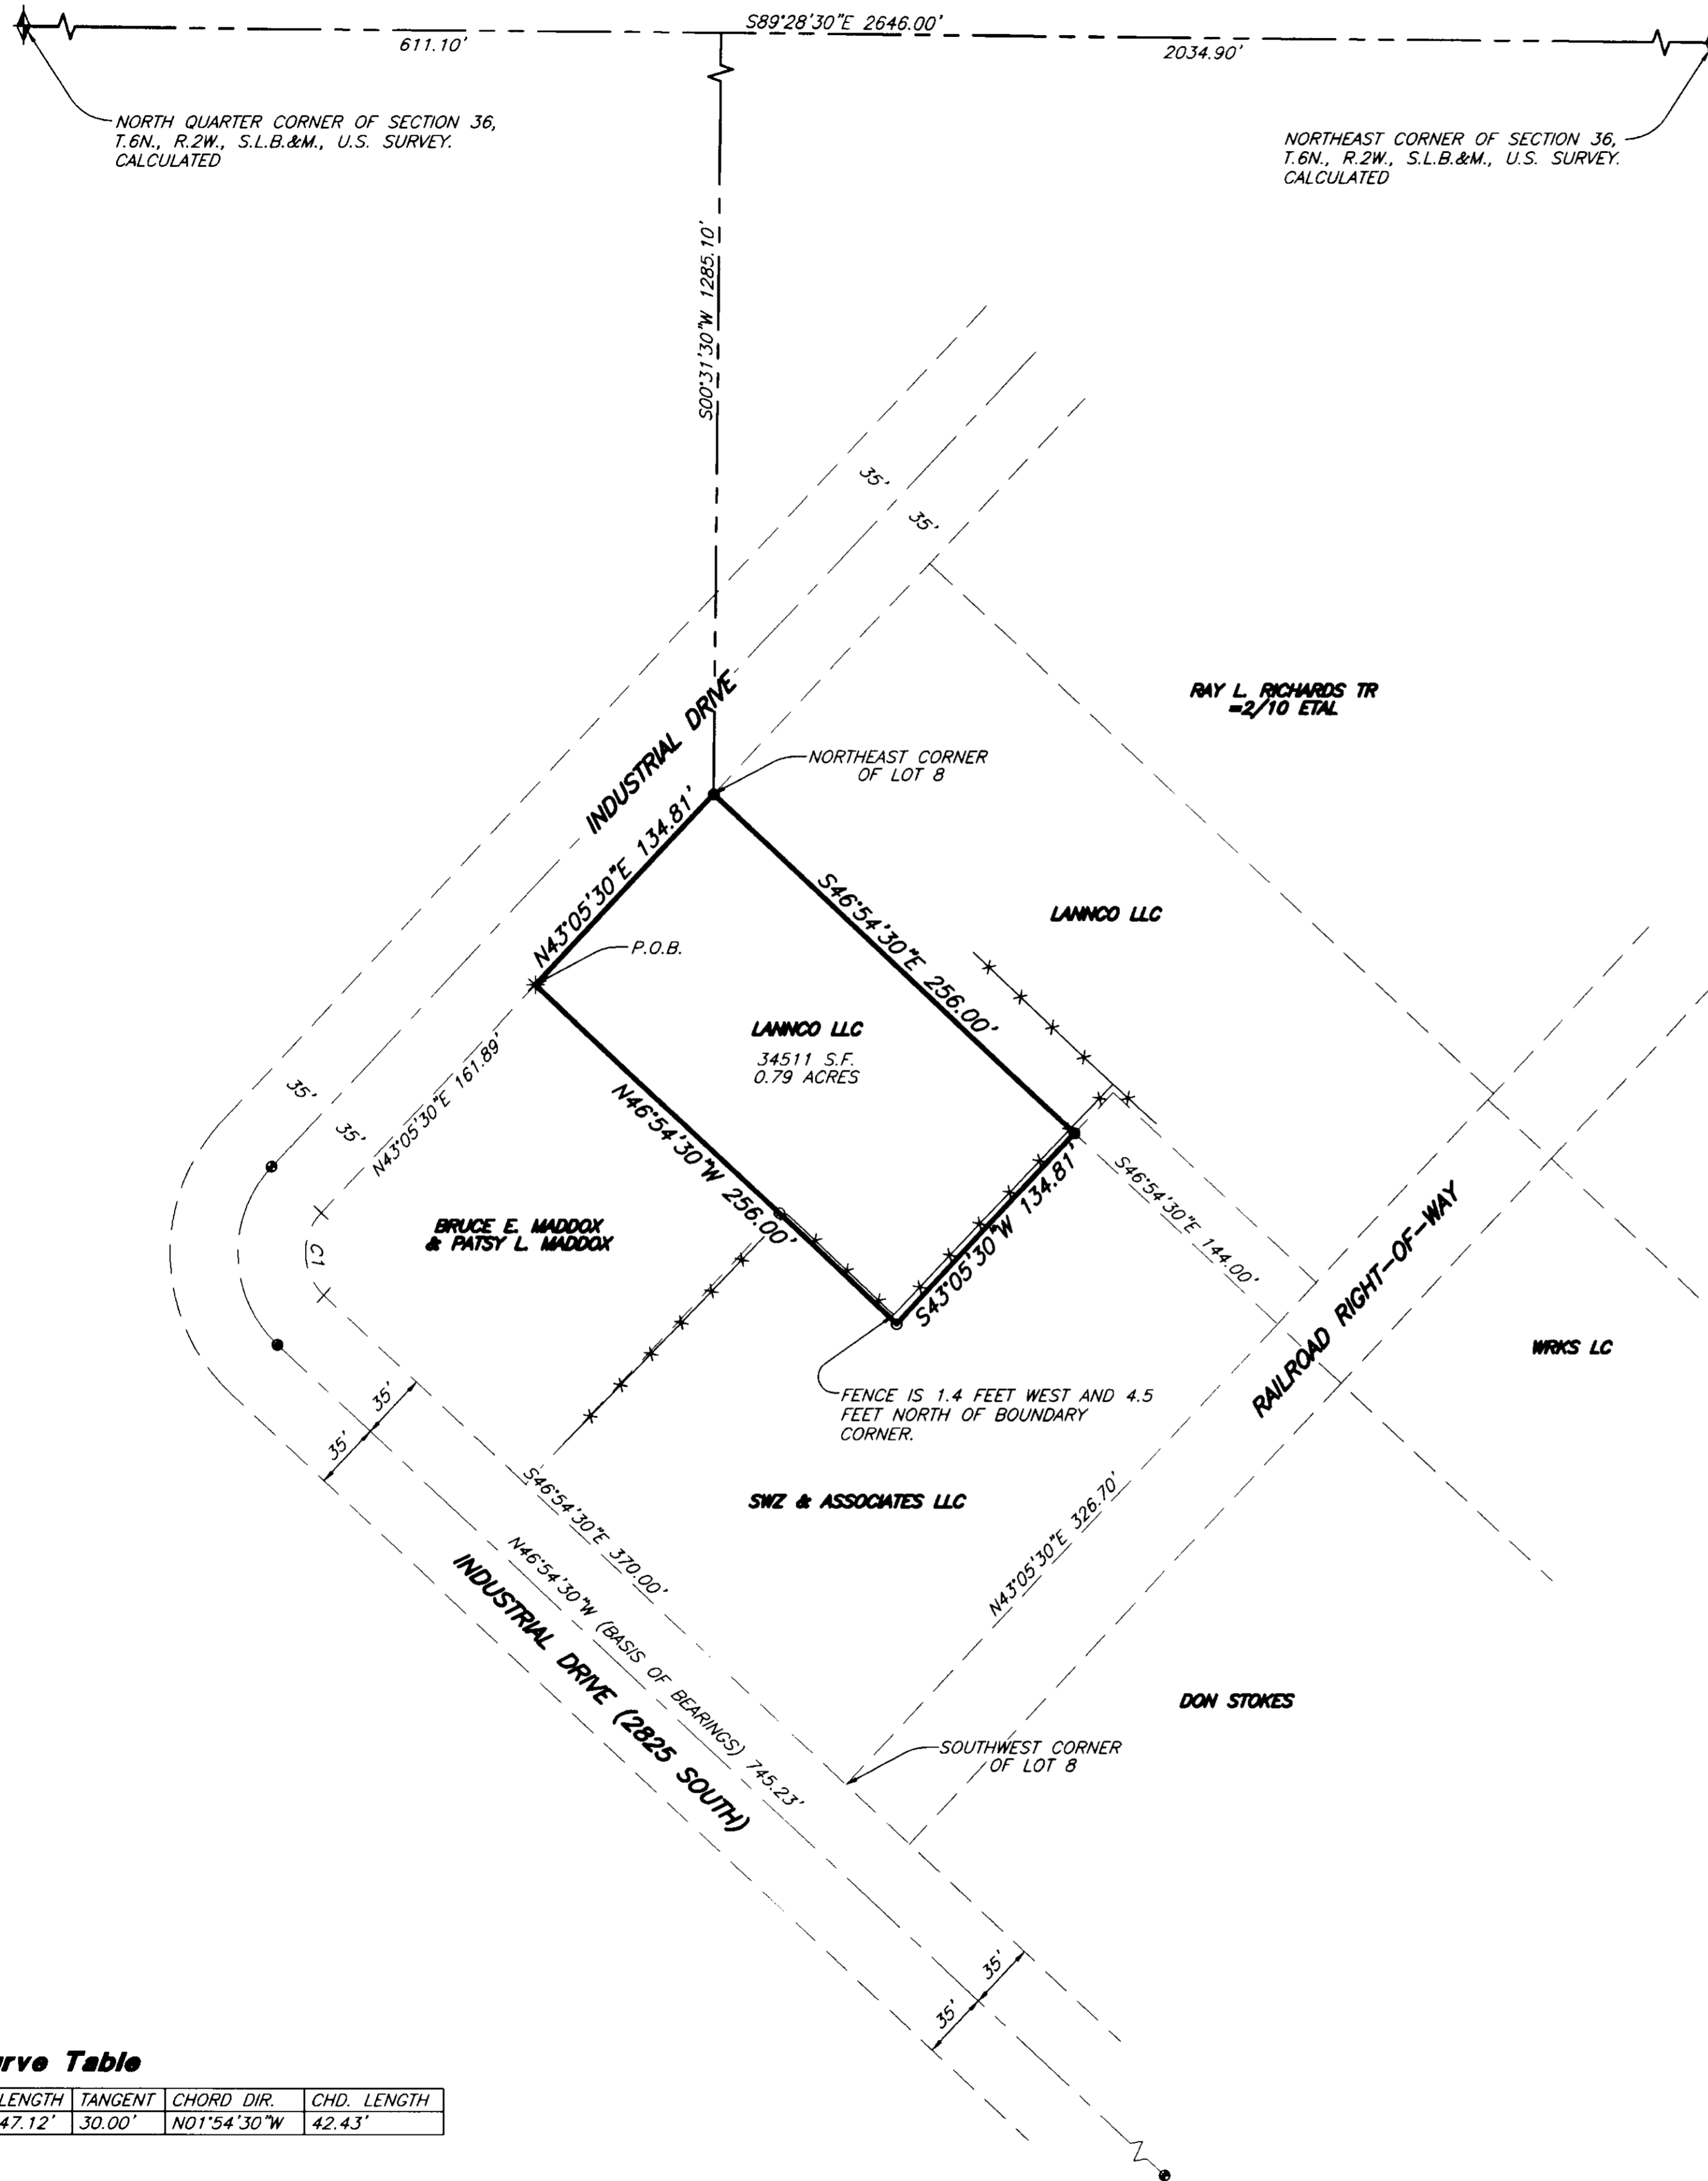 S89°28'30"E 2646.00'
611.10'
2034.90'
NORTH QUARTER CORNER OF SECTION 36,
T.6N., R.2W., S.L.B.&M., U.S. SURVEY.
CALCULATED
NORTHEAST CORNER OF SECTION 36,
T.6N., R.2W., S.L.B.&M., U.S. SURVEY.
CALCULATED
S00°31'30"W 1285.10'
35'
35'
RAY L. RICHARDS TR
=2/10 ETAL
INDUSTRIAL DRIVE
NORTHEAST CORNER
OF LOT 8
N43°05'30"E 134.81'
S46°54'30"E 256.00'
LANNCO LLC
P.O.B.
LANNCO LLC
34511 S.F.
0.79 ACRES
N43°05'30"E 161.89'
35'
35'
N46°54'30"W 256.00'
S43°05'30"W 134.81'
S46°54'30"E 144.00'
BRUCE E. MADDOX
& PATSY L. MADDOX
C1
RAILROAD RIGHT-OF-WAY
WRKS LC
FENCE IS 1.4 FEET WEST AND 4.5
FEET NORTH OF BOUNDARY
CORNER.
35'
35'
SWZ & ASSOCIATES LLC
S46°54'30"E 370.00'
N46°54'30"W (BASIS OF BEARINGS) 745.23'
N43°05'30"E 326.70'
INDUSTRIAL DRIVE (2825 SOUTH)
DON STOKES
SOUTHWEST CORNER
OF LOT 8
35'
35'
rve Table
LENGTH TANGENT CHORD DIR. CHD. LENGTH
47.12' 30.00' N01°54'30"W 42.43'